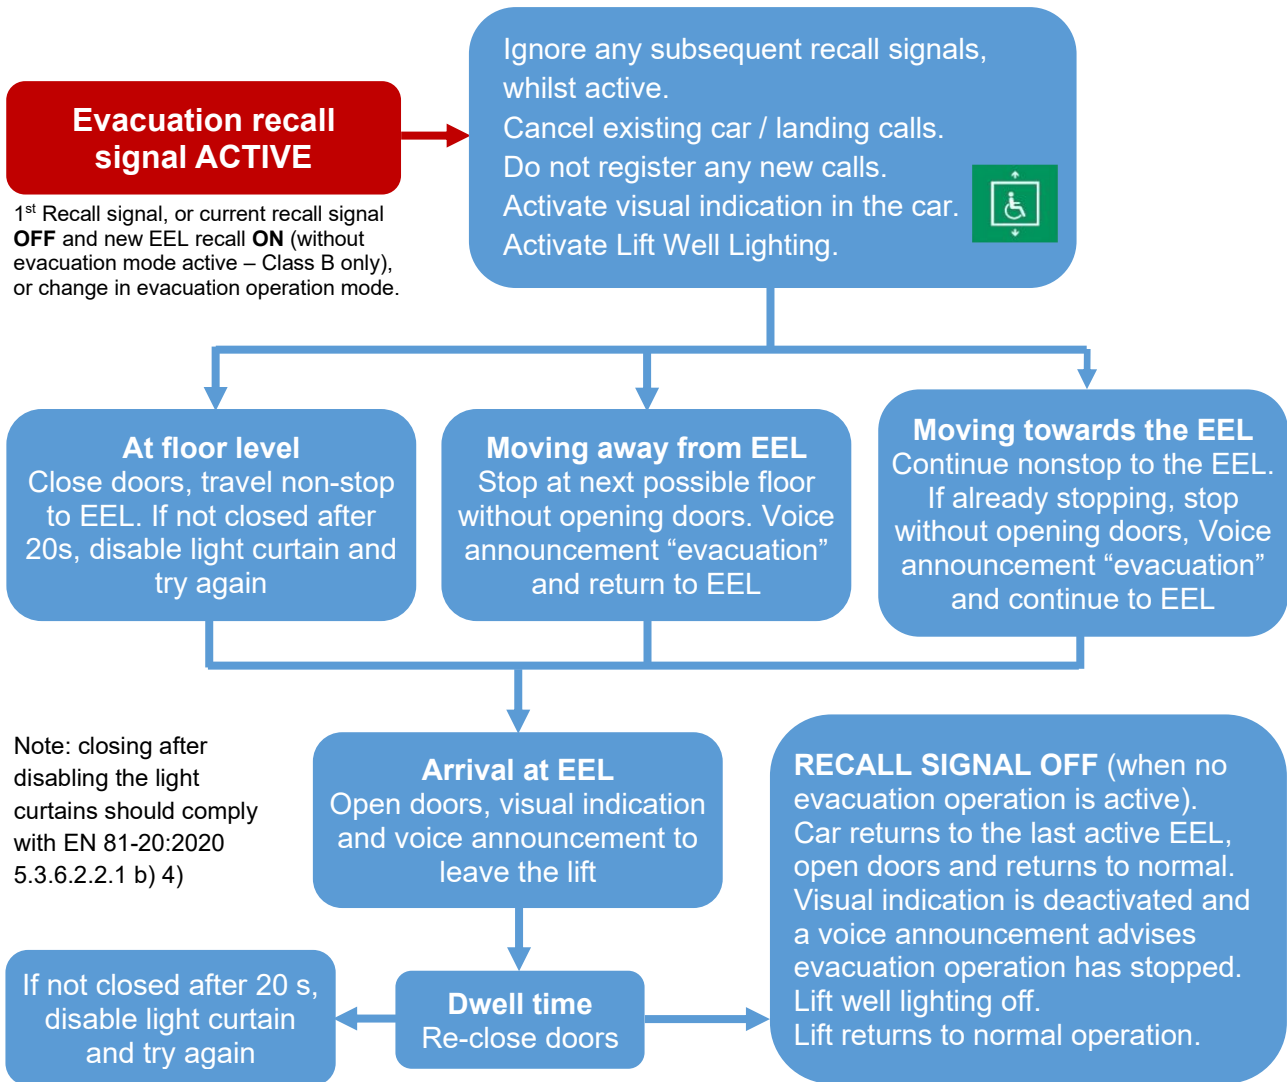 Evacuation recall
signal ACTIVE
1st Recall signal, or current recall signal
OFF and new EEL recall ON (without
evacuation mode active – Class B only),
or change in evacuation operation mode.
Ignore any subsequent recall signals,
whilst active.
Cancel existing car / landing calls.
Do not register any new calls.
Activate visual indication in the car.
Activate Lift Well Lighting.
At floor level
Close doors, travel non-stop
to EEL. If not closed after
20s, disable light curtain and
try again
Moving away from EEL
Stop at next possible floor
without opening doors. Voice
announcement “evacuation”
and return to EEL
Moving towards the EEL
Continue nonstop to the EEL.
If already stopping, stop
without opening doors, Voice
announcement “evacuation”
and continue to EEL
Note: closing after
disabling the light
curtains should comply
with EN 81-20:2020
5.3.6.2.2.1 b) 4)
Arrival at EEL
Open doors, visual indication
and voice announcement to
leave the lift
Dwell time
Re-close doors
If not closed after 20 s,
disable light curtain
and try again
RECALL SIGNAL OFF (when no
evacuation operation is active).
Car returns to the last active EEL,
open doors and returns to normal.
Visual indication is deactivated and
a voice announcement advises
evacuation operation has stopped.
Lift well lighting off.
Lift returns to normal operation.